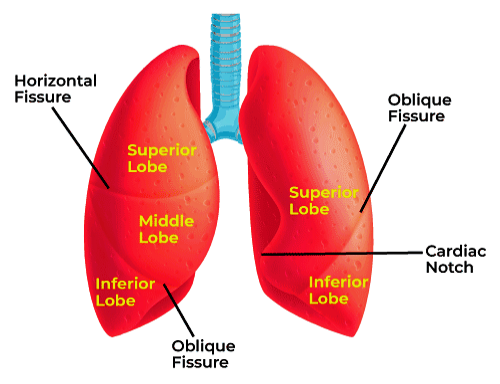 Horizontal
Fissure
Oblique
Fissure
Superior
Lobe
Superior
Lobe
Middle
Lobe
Cardiac
Notch
Inferior
Lobe
Inferior
Lobe
Oblique
Fissure